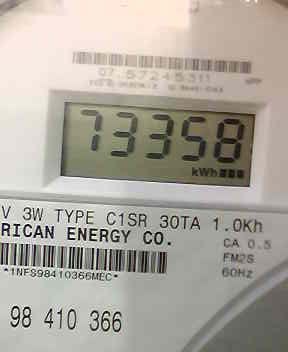 07.57245311
73358
kWh
V 3W TYPE C1SR 30TA 1.0Kh
RICAN ENERGY CO.
CA 0.5
FM2S
*1NFS98410366MEC*
60Hz
98 410 366